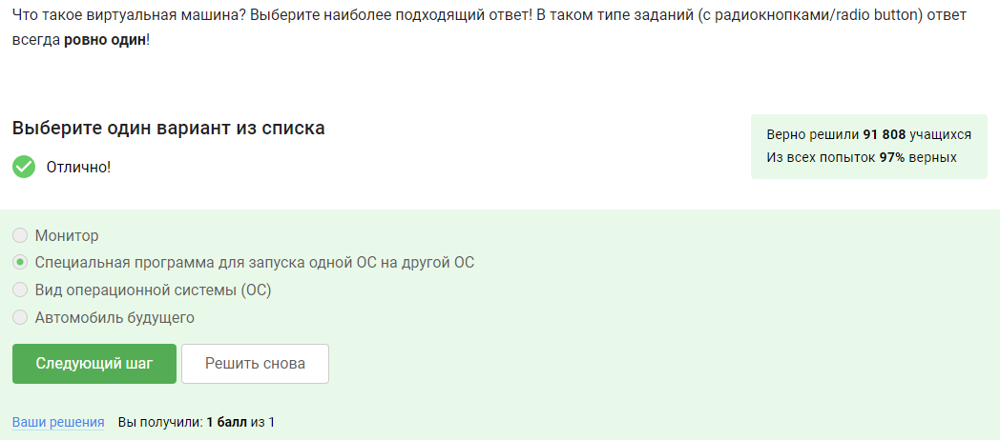 Что такое виртуальная машина? Выберите наиболее подходящий ответ! В таком типе заданий (с радиокнопками/radio button) ответ
всегда ровно один!
Выберите один вариант из списка
Отлично!
Верно решили 91 808 учащихся
Из всех попыток 97% верных
Монитор
Специальная программа для запуска одной ОС на другой ОС
Вид операционной системы (ОС)
Автомобиль будущего
Следующий шаг
Решить снова
Ваши решения
Вы получили: 1 балл из 1